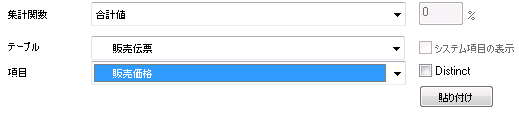 集計関数 合計値 0 %
テーブル 販売伝票 システム項目の表示
項目 販売価格 Distinct
貼り付け